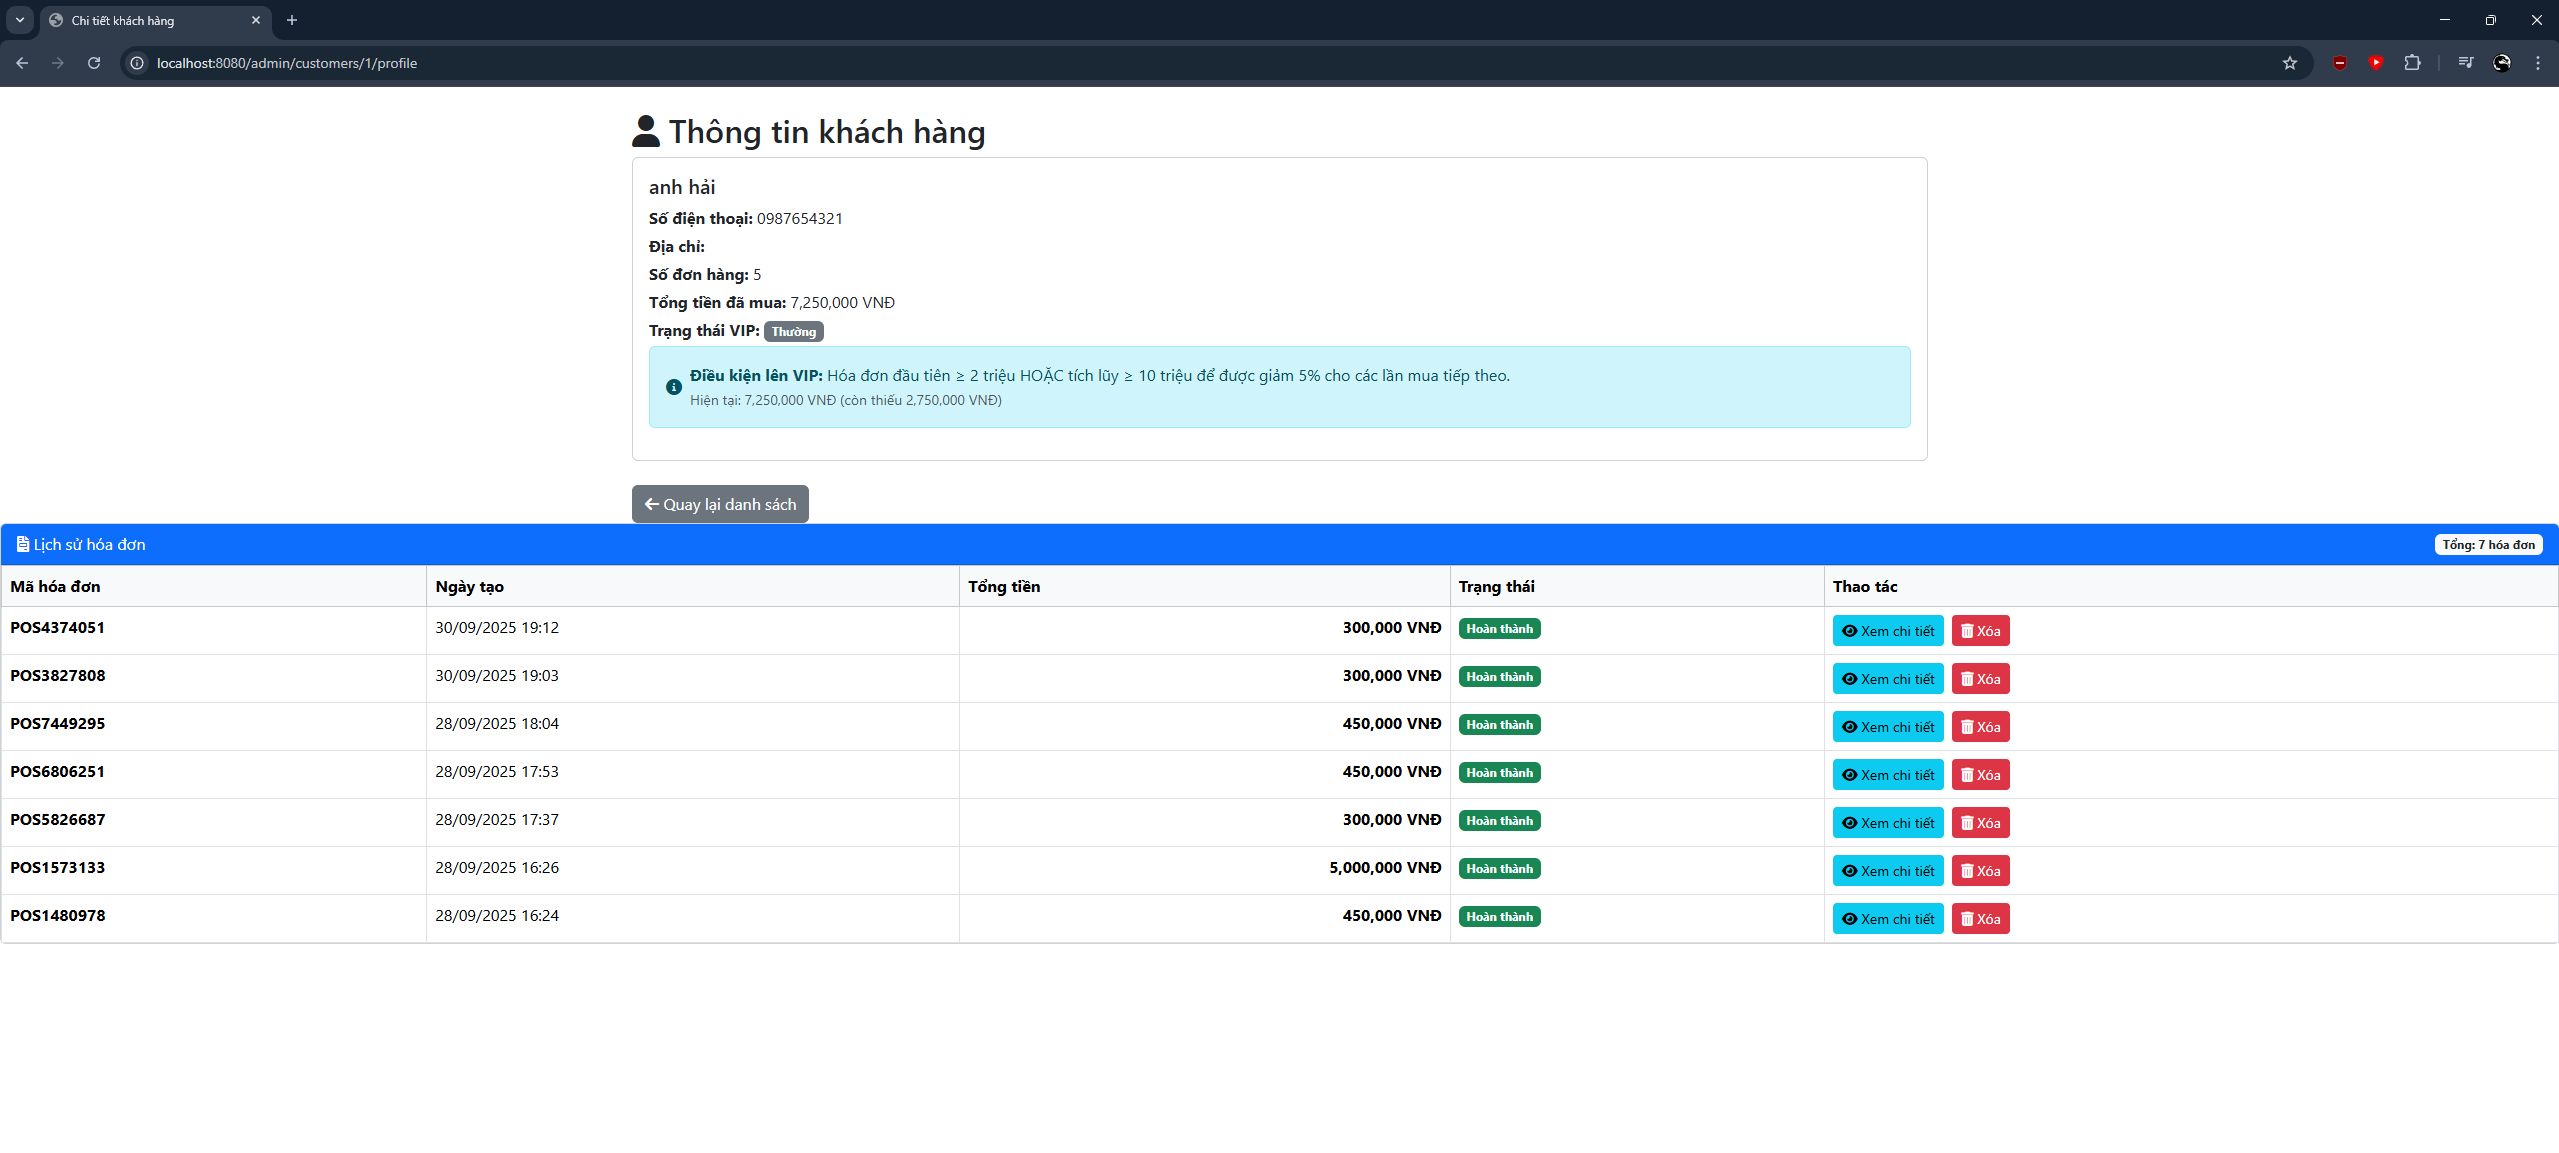 Chi tiết khách hàng
localhost:8080/admin/customers/1/profile
Thông tin khách hàng
anh hải
Số điện thoại: 0987654321
Địa chỉ:
Số đơn hàng: 5
Tổng tiền đã mua: 7,250,000 VNĐ
Trạng thái VIP: Thường
Điều kiện lên VIP: Hóa đơn đầu tiên ≥ 2 triệu HOẶC tích lũy ≥ 10 triệu để được giảm 5% cho các lần mua tiếp theo.
Hiện tại: 7,250,000 VNĐ (còn thiếu 2,750,000 VNĐ)
Quay lại danh sách
Lịch sử hóa đơn Tổng: 7 hóa đơn
Mã hóa đơn Ngày tạo Tổng tiền Trạng thái Thao tác
POS4374051 30/09/2025 19:12 300,000 VNĐ Hoàn thành Xem chi tiết Xóa
POS3827808 30/09/2025 19:03 300,000 VNĐ Hoàn thành Xem chi tiết Xóa
POS7449295 28/09/2025 18:04 450,000 VNĐ Hoàn thành Xem chi tiết Xóa
POS6806251 28/09/2025 17:53 450,000 VNĐ Hoàn thành Xem chi tiết Xóa
POS5826687 28/09/2025 17:37 300,000 VNĐ Hoàn thành Xem chi tiết Xóa
POS1573133 28/09/2025 16:26 5,000,000 VNĐ Hoàn thành Xem chi tiết Xóa
POS1480978 28/09/2025 16:24 450,000 VNĐ Hoàn thành Xem chi tiết Xóa